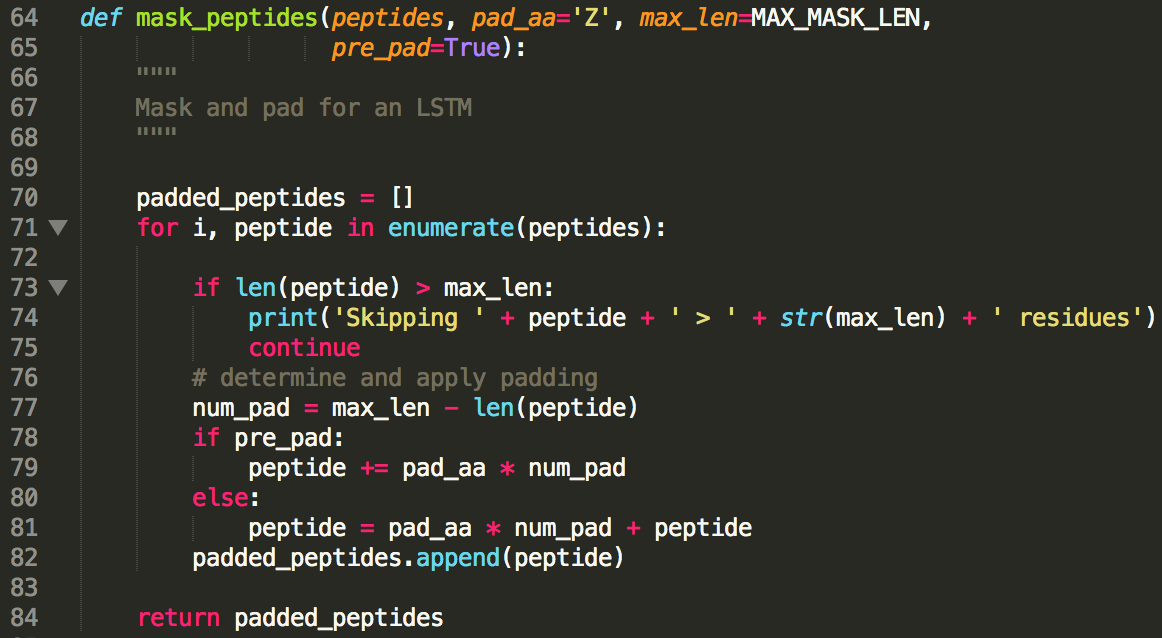 64 def mask_peptides(peptides, pad_aa='Z', max_len=MAX_MASK_LEN,
65                   pre_pad=True):
66     """
67     Mask and pad for an LSTM
68     """
69
70     padded_peptides = []
71     for i, peptide in enumerate(peptides):
72
73         if len(peptide) > max_len:
74             print('Skipping ' + peptide + ' > ' + str(max_len) + ' residues')
75             continue
76         # determine and apply padding
77         num_pad = max_len - len(peptide)
78         if pre_pad:
79             peptide += pad_aa * num_pad
80         else:
81             peptide = pad_aa * num_pad + peptide
82         padded_peptides.append(peptide)
83
84     return padded_peptides